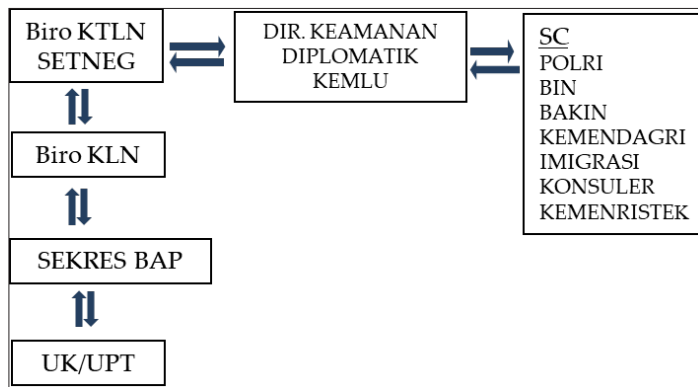 Biro KTLN
SETNEG
DIR. KEAMANAN
DIPLOMATIK
KEMLU
SC
POLRI
BIN
BAKIN
KEMENDAGRI
IMIGRASI
KONSULER
KEMENRISTEK
Biro KLN
SEKRES BAP
UK/UPT